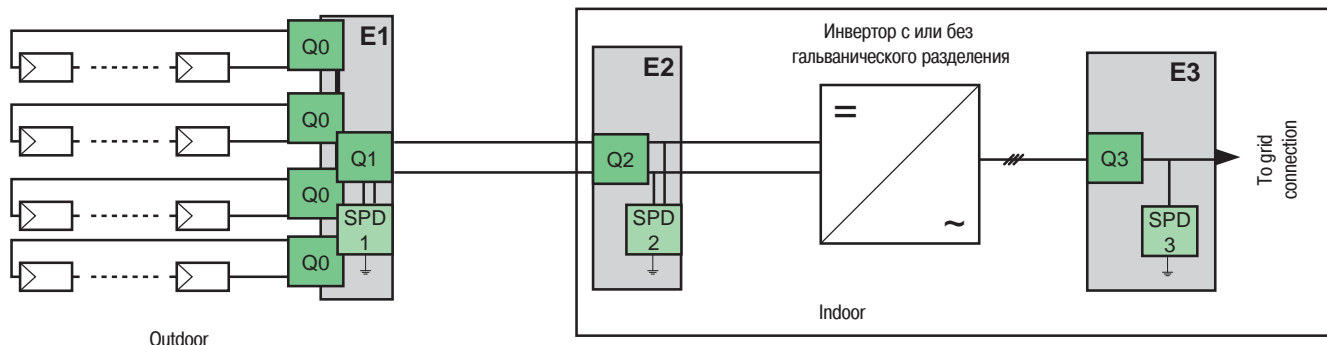 Q0
E1
Q0
Q1
Q0
SPD
1
Q0
Outdoor
E2
Q2
SPD
2
Инвертор с или без
гальванического разделения
=
~
Indoor
E3
Q3
SPD
3
To grid
connection